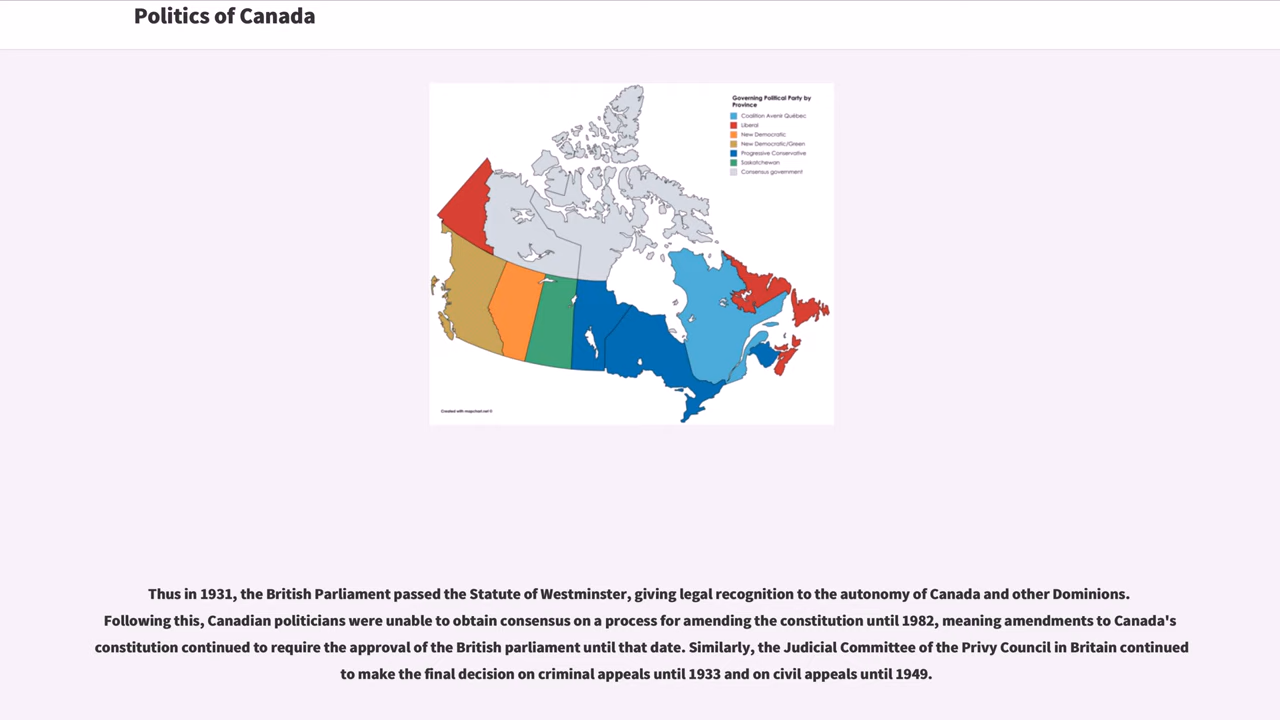 Politics of Canada
Governing Political Party by
Province
Coalition Avenir Québec
Liberal
New Democratic
New Democratic/Green
Progressive Conservative
Saskatchewan
Consensus government
Created with mapchart.net ©
Thus in 1931, the British Parliament passed the Statute of Westminster, giving legal recognition to the autonomy of Canada and other Dominions.
Following this, Canadian politicians were unable to obtain consensus on a process for amending the constitution until 1982, meaning amendments to Canada's
constitution continued to require the approval of the British parliament until that date. Similarly, the Judicial Committee of the Privy Council in Britain continued
to make the final decision on criminal appeals until 1933 and on civil appeals until 1949.